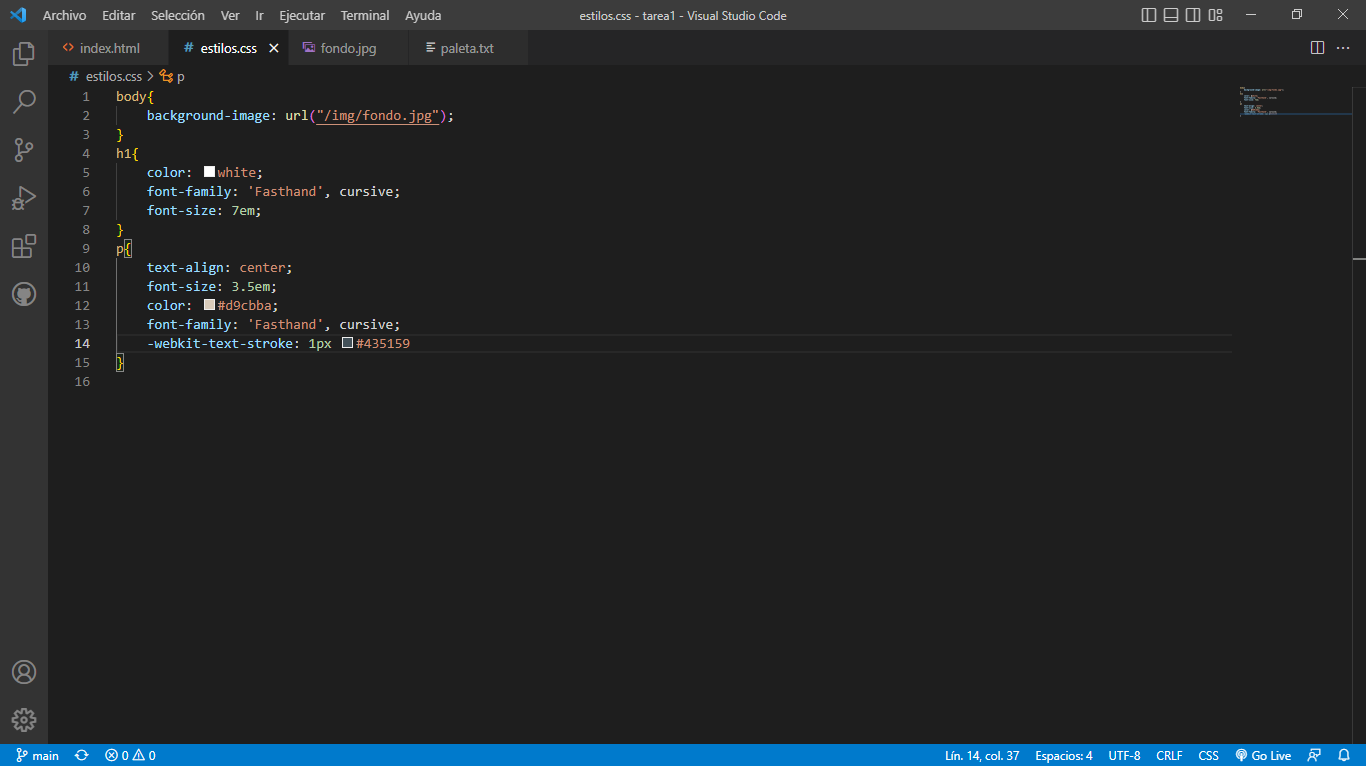 Archivo Editar Selección Ver Ir Ejecutar Terminal Ayuda estilos.css - tarea1 - Visual Studio Code
index.html # estilos.css fondo.jpg paleta.txt
# estilos.css > p
1 body{
2 background-image: url("/img/fondo.jpg");
3 }
4 h1{
5 color: white;
6 font-family: 'Fasthand', cursive;
7 font-size: 7em;
8 }
9 p{
10 text-align: center;
11 font-size: 3.5em;
12 color: #d9cbba;
13 font-family: 'Fasthand', cursive;
14 -webkit-text-stroke: 1px #435159
15 }
16
main 0 0 Lín. 14, col. 37 Espacios: 4 UTF-8 CRLF CSS Go Live